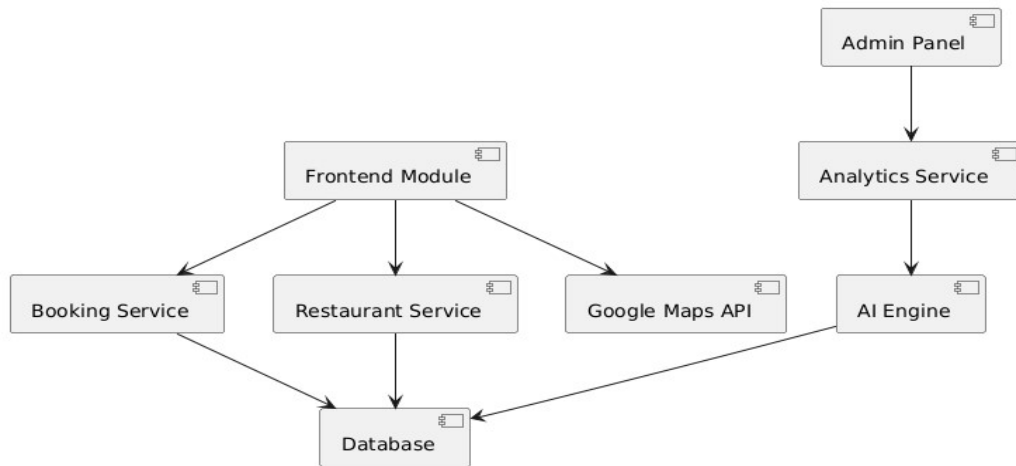 Admin Panel
Frontend Module
Analytics Service
Booking Service
Restaurant Service
Google Maps API
AI Engine
Database